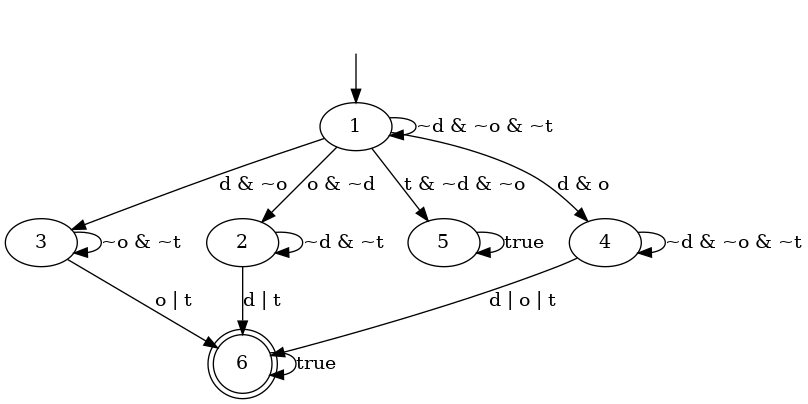 1
~d & ~o & ~t
d & ~o
o & ~d
t & ~d & ~o
d & o
3
~o & ~t
2
~d & ~t
5
true
4
~d & ~o & ~t
o | t
d | t
d | o | t
6
true